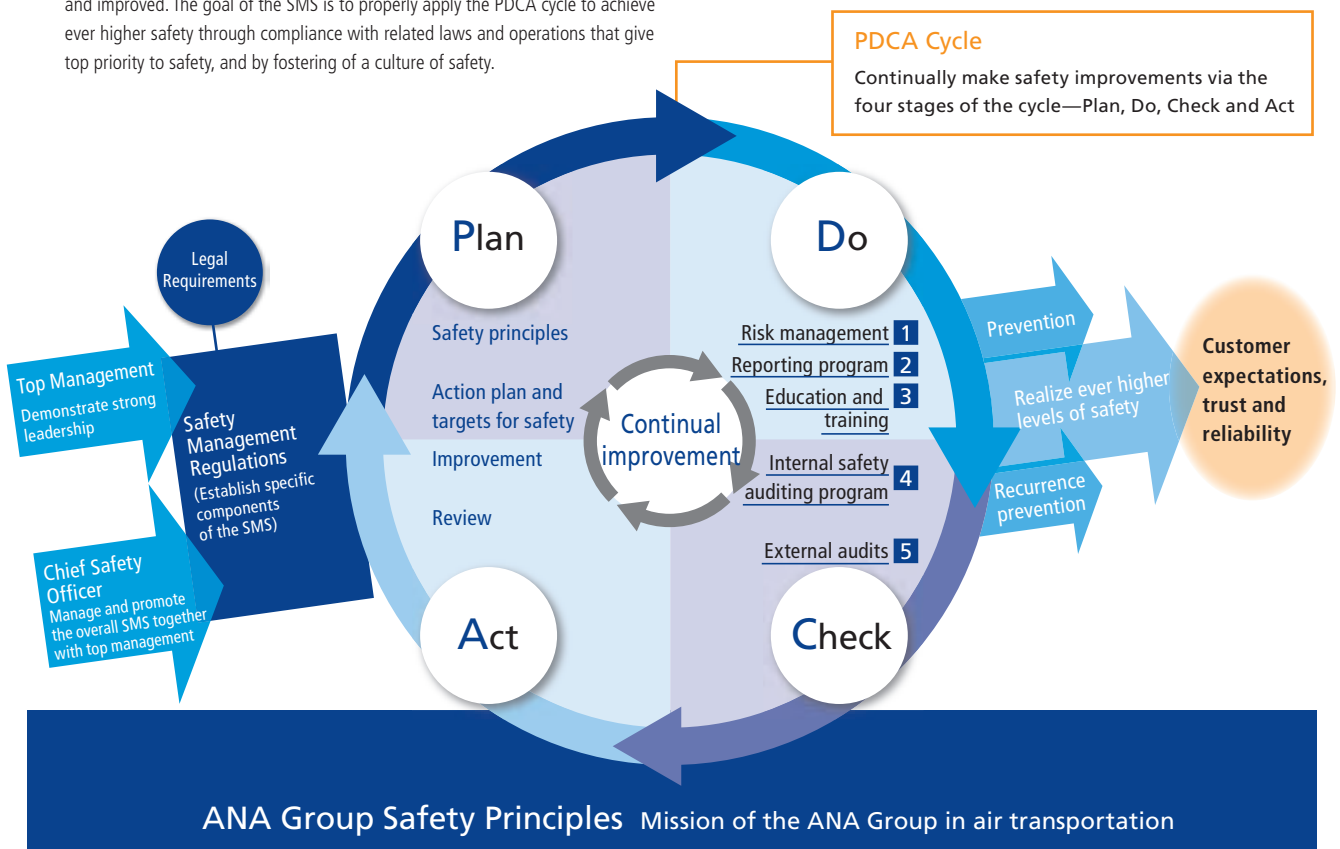 and improved. The goal of the SMS is to properly apply the PDCA cycle to achieve
ever higher safety through compliance with related laws and operations that give
top priority to safety, and by fostering of a culture of safety.
PDCA Cycle
Continually make safety improvements via the
four stages of the cycle—Plan, Do, Check and Act
Plan
Do
Legal
Requirements
Safety principles
Action plan and
targets for safety
Improvement
Review
Risk management 1
Reporting program 2
Education and 3
training
Internal safety
auditing program 4
External audits 5
Continual
improvement
Top Management
Demonstrate strong
leadership
Safety
Management
Regulations
(Establish specific
components
of the SMS)
Chief Safety
Officer
Manage and promote
the overall SMS together
with top management
Prevention
Realize ever higher
levels of safety
Recurrence
prevention
Customer
expectations,
trust and
reliability
Act
Check
ANA Group Safety Principles Mission of the ANA Group in air transportation